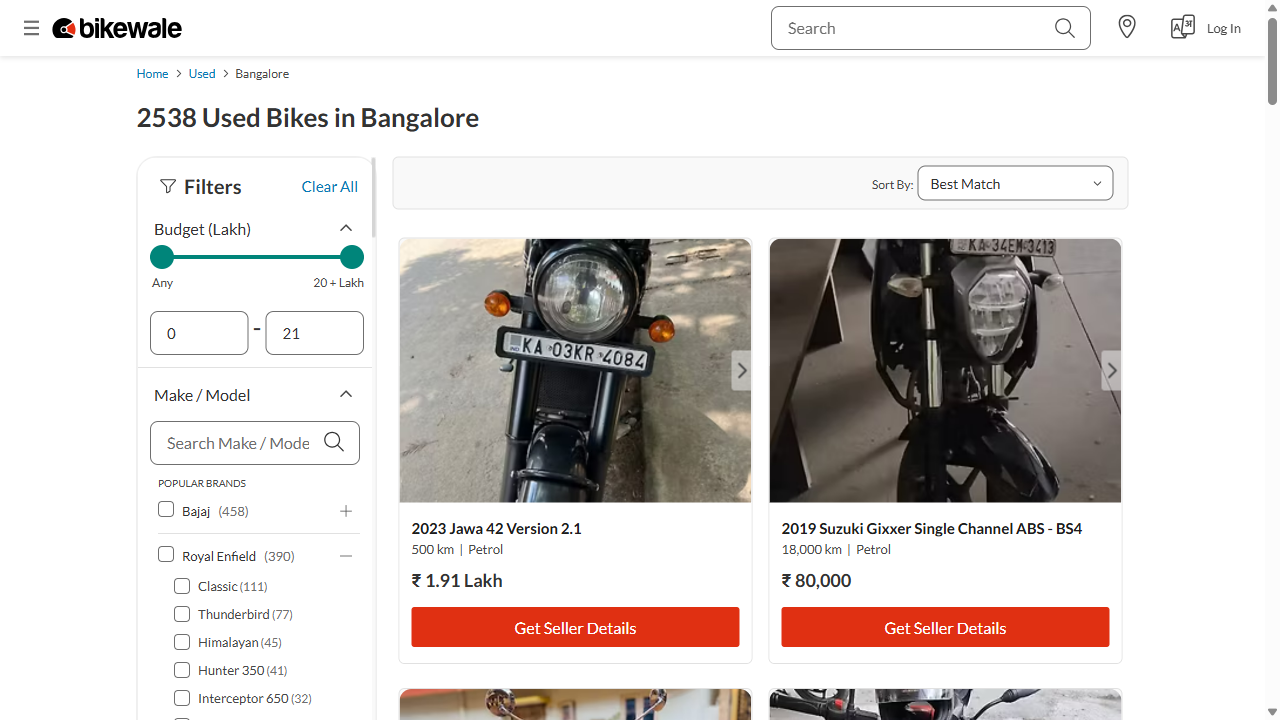 bikewale
Search
Log In
Home > Used > Bangalore
2538 Used Bikes in Bangalore
Filters
Clear All
Budget (Lakh)
Any
20 + Lakh
0 - 21
Make / Model
Search Make / Mode
POPULAR BRANDS
Bajaj (458)
Royal Enfield (390)
Classic (111)
Thunderbird (77)
Himalayan (45)
Hunter 350 (41)
Interceptor 650 (32)
Sort By: Best Match
KA 03KR 4084
2023 Jawa 42 Version 2.1
500 km | Petrol
₹ 1.91 Lakh
Get Seller Details
KA 34EM 3413
2019 Suzuki Gixxer Single Channel ABS - BS4
18,000 km | Petrol
₹ 80,000
Get Seller Details